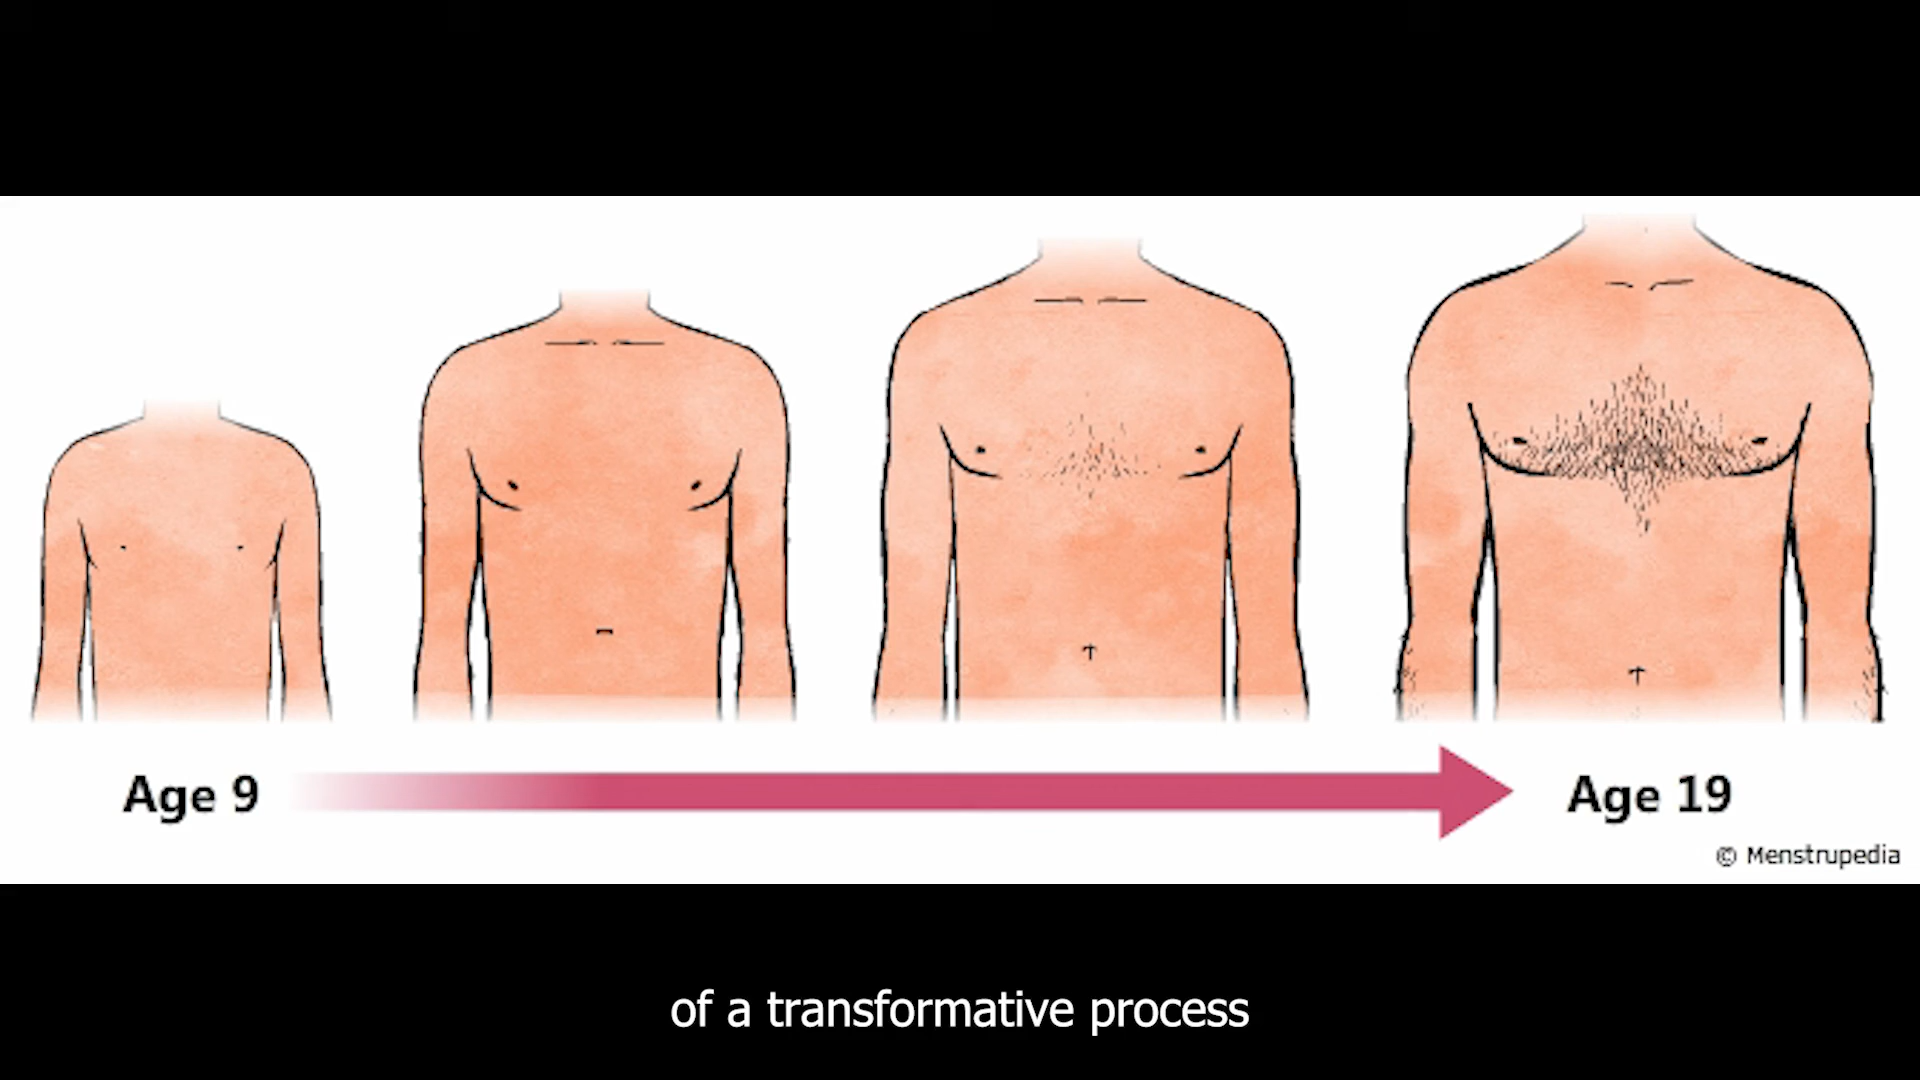 Age 9
Age 19
© Menstrupedia
of a transformative process